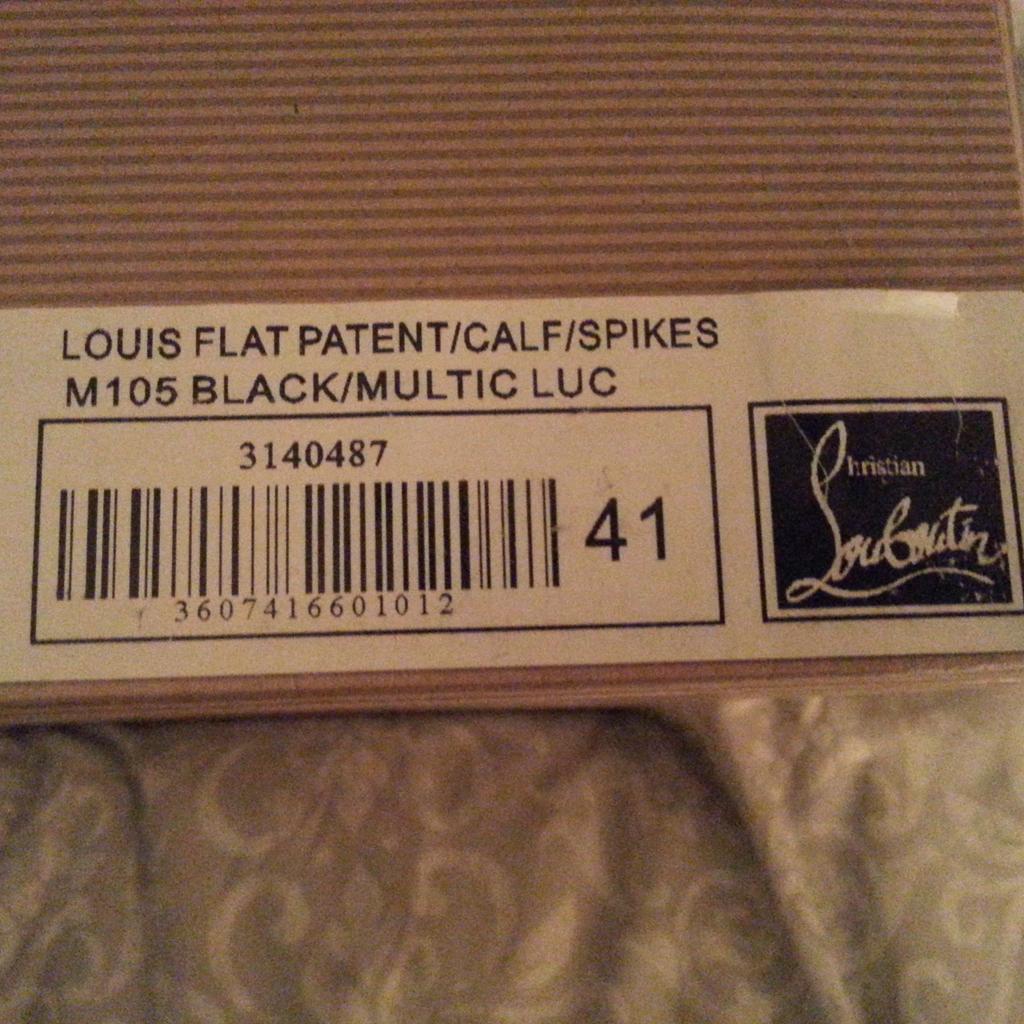 LOUIS FLAT PATENT/CALF/SPIKES
M105 BLACK/MULTIC LUC
3140487
41
3607416601012
Christian
Louboutin